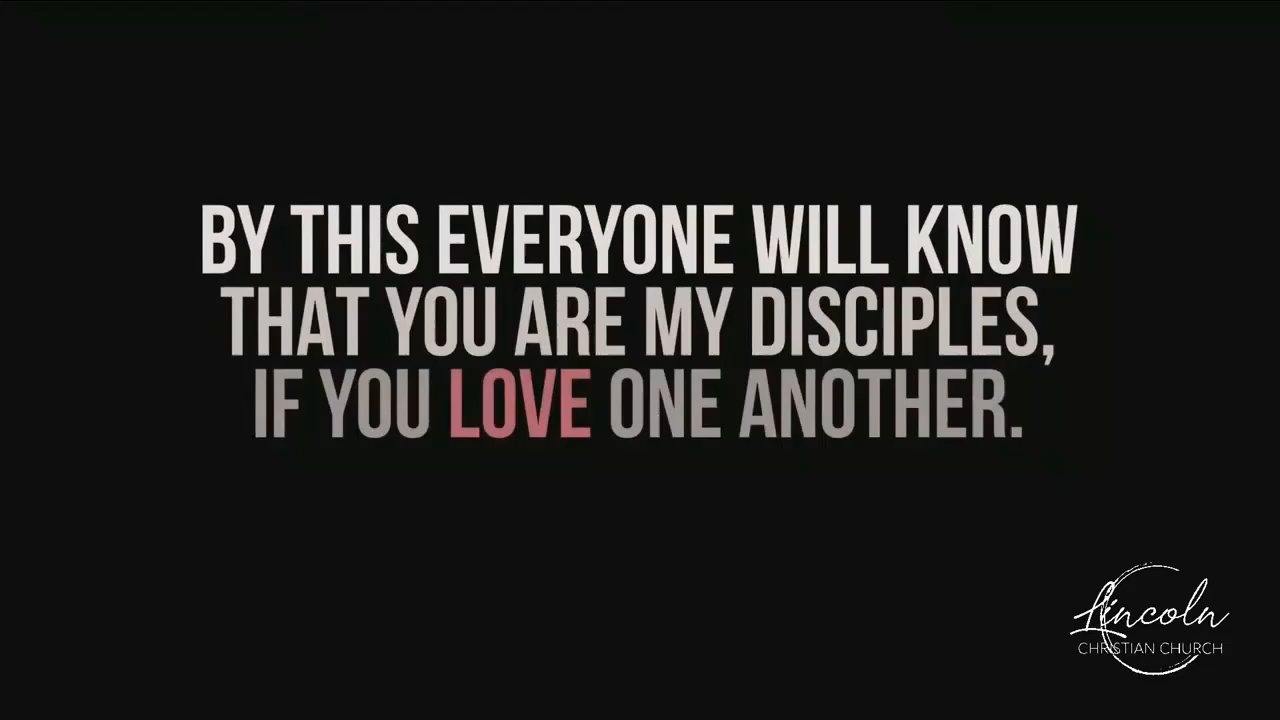 BY THIS EVERYONE WILL KNOW
THAT YOU ARE MY DISCIPLES,
IF YOU LOVE ONE ANOTHER.
Lincoln
CHRISTIAN CHURCH